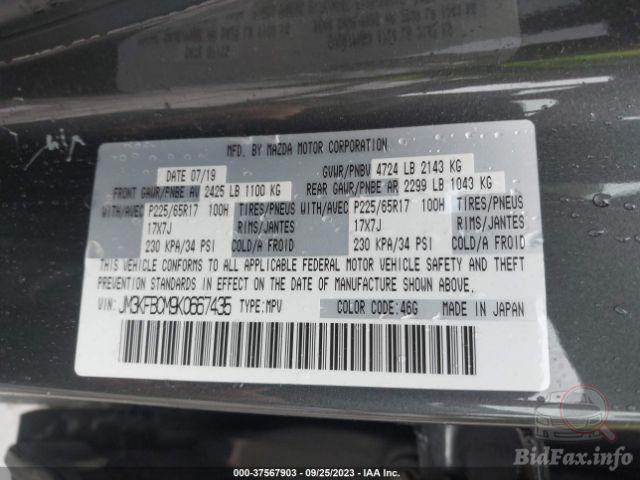 MFD. BY MAZDA MOTOR CORPORATION
DATE 07/19 GVWR/PNBV 4724 LB 2143 KG
FRONT GAWR/PNBE AV 2425 LB 1100 KG REAR GAWR/PNBE AR 2299 LB 1043 KG
WITH/AVEC P225/65R17 100H TIRES/PNEUS WITH/AVEC P225/65R17 100H TIRES/PNEUS
17X7J RIMS/JANTES 17X7J RIMS/JANTES
230 KPA/34 PSI COLD/A FROID 230 KPA/34 PSI COLD/A FROID
THIS VEHICLE CONFORMS TO ALL APPLICABLE FEDERAL MOTOR VEHICLE SAFETY AND THEFT
PREVENTION STANDARDS IN EFFECT ON THE DATE OF MANUFACTURE SHOWN ABOVE.
VIN: JM3KFBCM9K0667435 TYPE: MPV COLOR CODE: 46G MADE IN JAPAN
000-37567903 / 09/25/2023 - IAA Inc.
BidFax.info